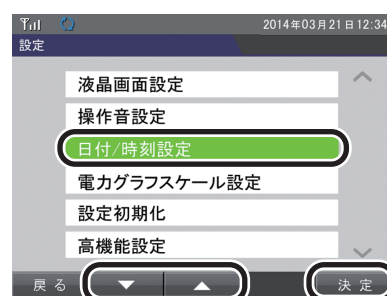 2014年03月21日12:34
設定
液晶画面設定
操作音設定
日付/時刻設定
電力グラフスケール設定
設定初期化
高機能設定
戻る ▼ ▲ 決定